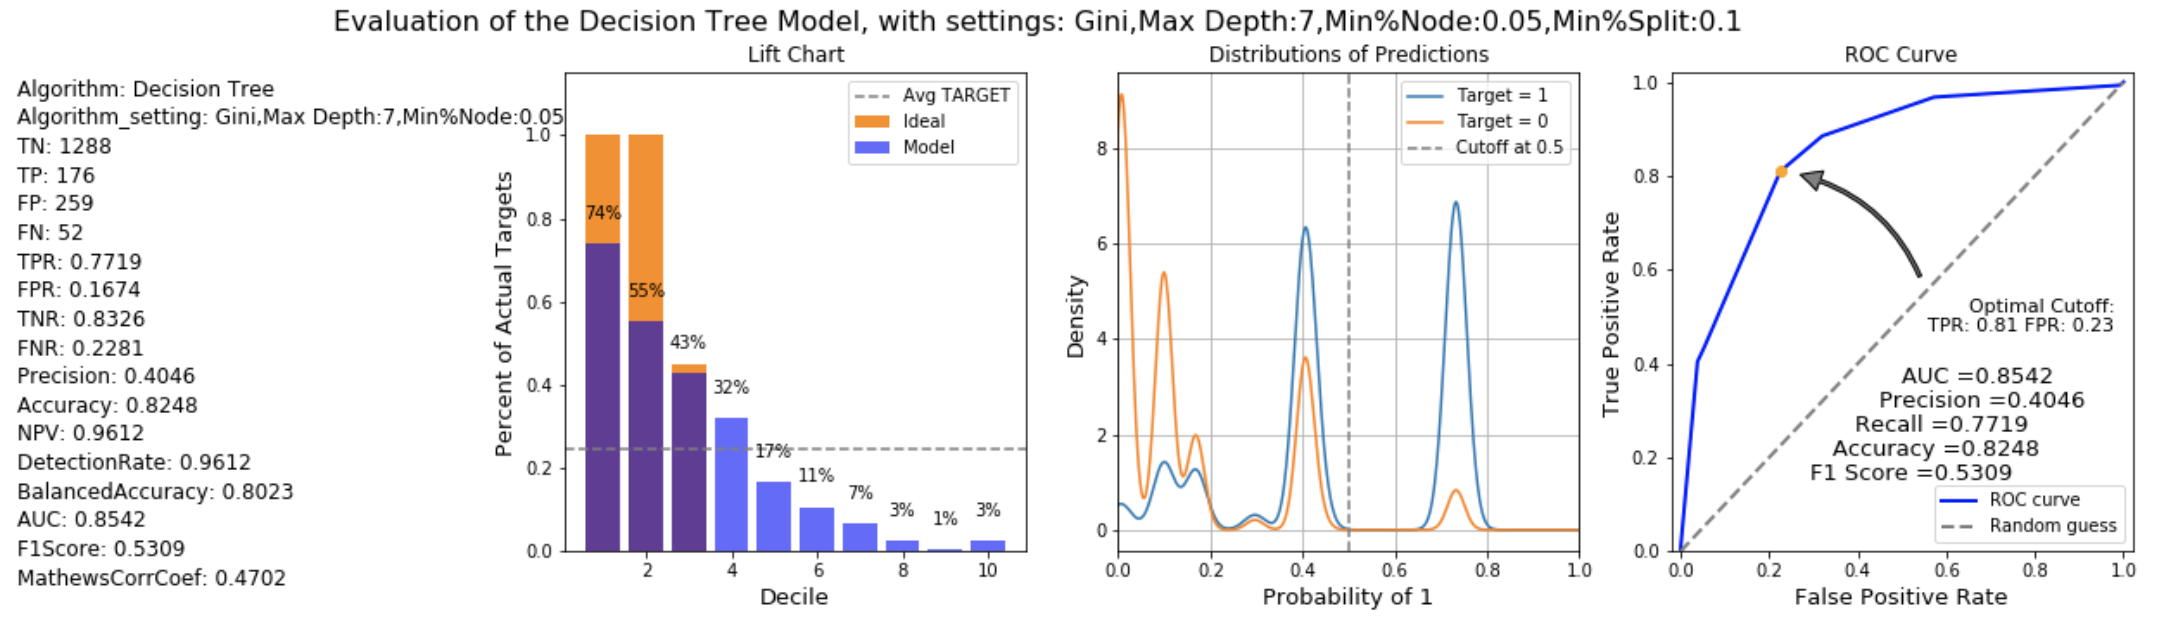 Evaluation of the Decision Tree Model, with settings: Gini,Max Depth:7,Min%Node:0.05,Min%Split:0.1
Algorithm: Decision Tree
Algorithm_setting: Gini,Max Depth:7,Min%Node:0.05
TN: 1288
TP: 176
FP: 259
FN: 52
TPR: 0.7719
FPR: 0.1674
TNR: 0.8326
FNR: 0.2281
Precision: 0.4046
Accuracy: 0.8248
NPV: 0.9612
DetectionRate: 0.9612
BalancedAccuracy: 0.8023
AUC: 0.8542
F1Score: 0.5309
MathewsCorrCoef: 0.4702
Lift Chart
Avg TARGET
Ideal
Model
Percent of Actual Targets
1.0
0.8
0.6
0.4
0.2
0.0
74%
55%
43%
32%
17%
11%
7%
3%
1%
3%
2
4
6
8
10
Decile
Distributions of Predictions
Target = 1
Target = 0
Cutoff at 0.5
Density
8
6
4
2
0
0.0
0.2
0.4
0.6
0.8
1.0
Probability of 1
ROC Curve
True Positive Rate
1.0
0.8
0.6
0.4
0.2
0.0
Optimal Cutoff:
TPR: 0.81 FPR: 0.23
AUC =0.8542
Precision =0.4046
Recall =0.7719
Accuracy =0.8248
F1 Score =0.5309
ROC curve
Random guess
0.0
0.2
0.4
0.6
0.8
1.0
False Positive Rate